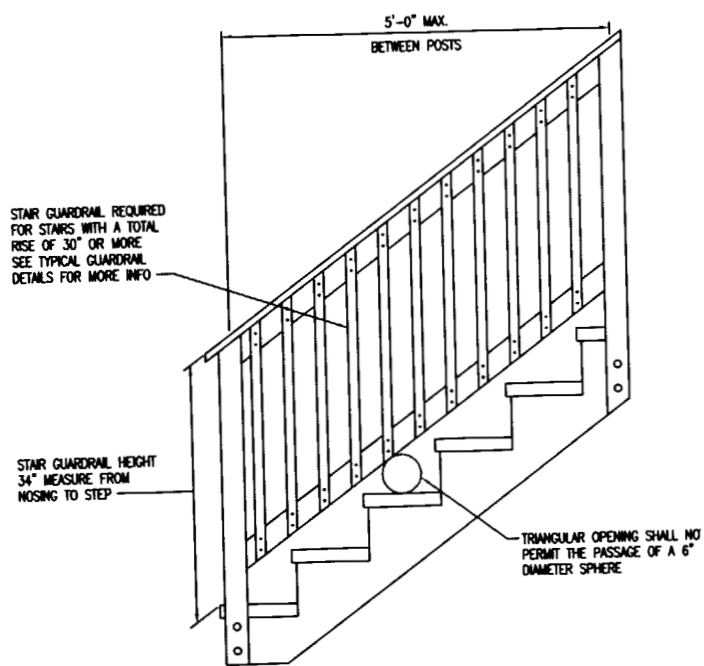 5'-0" MAX.
BETWEEN POSTS
STAIR GUARDRAIL REQUIRED
FOR STAIRS WITH A TOTAL
RISE OF 30" OR MORE
SEE TYPICAL GUARDRAIL
DETAILS FOR MORE INFO
STAIR GUARDRAIL HEIGHT
34" MEASURE FROM
NOSING TO STEP
TRIANGULAR OPENING SHALL NO
PERMIT THE PASSAGE OF A 6"
DIAMETER SPHERE